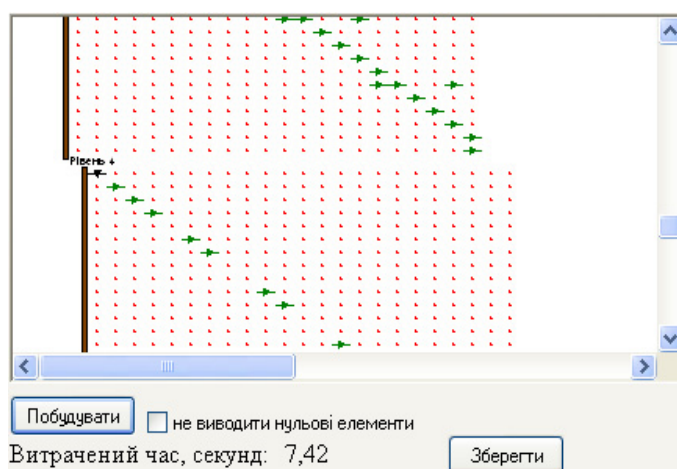 Рівень 4
Побудувати
не виводити нульові елементи
Витрачений час, секунд: 7,42
Зберегти